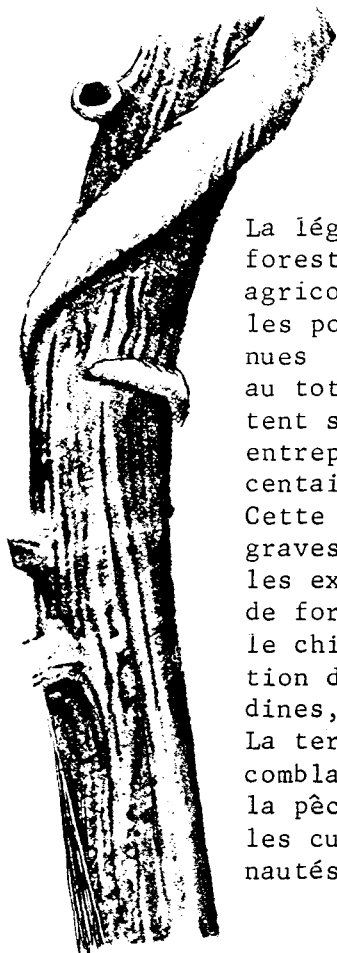 La lég
forest
agrico
les po
nues
au tot
tent s
entrep
centai
Cette
graves
les ex
de for
le chi
tion d
dines,
La ter
combla
la pêc
les cu
nautés